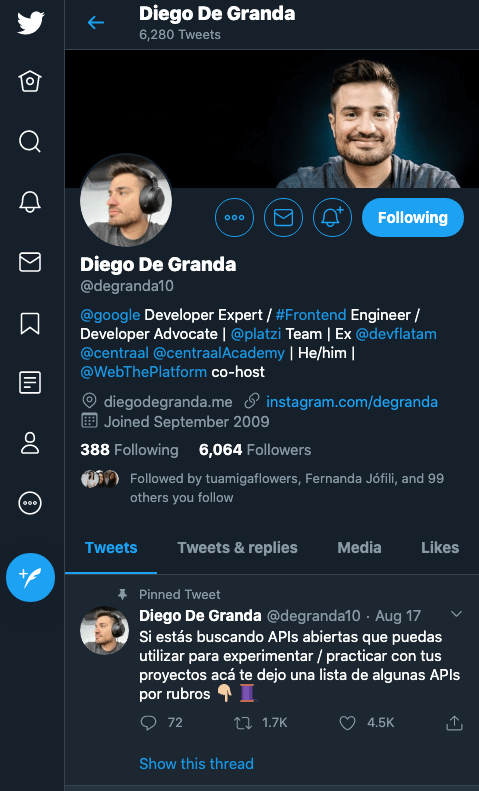 Diego De Granda
6,280 Tweets
Following
Diego De Granda
@degranda10
@google Developer Expert / #Frontend Engineer /
Developer Advocate | @platzi Team | Ex @devflatam
@centraal @centraalAcademy | He/him |
@WebThePlatform co-host
diegodegranda.me instagram.com/degranda
Joined September 2009
388 Following 6,064 Followers
Followed by tuamigaflowers, Fernanda Jófili, and 99
others you follow
Tweets Tweets & replies Media Likes
Pinned Tweet
Diego De Granda @degranda10 · Aug 17
Si estás buscando APIs abiertas que puedas
utilizar para experimentar / practicar con tus
proyectos acá te dejo una lista de algunas APIs
por rubros 👇🏼 🧵
72 1.7K 4.5K
Show this thread